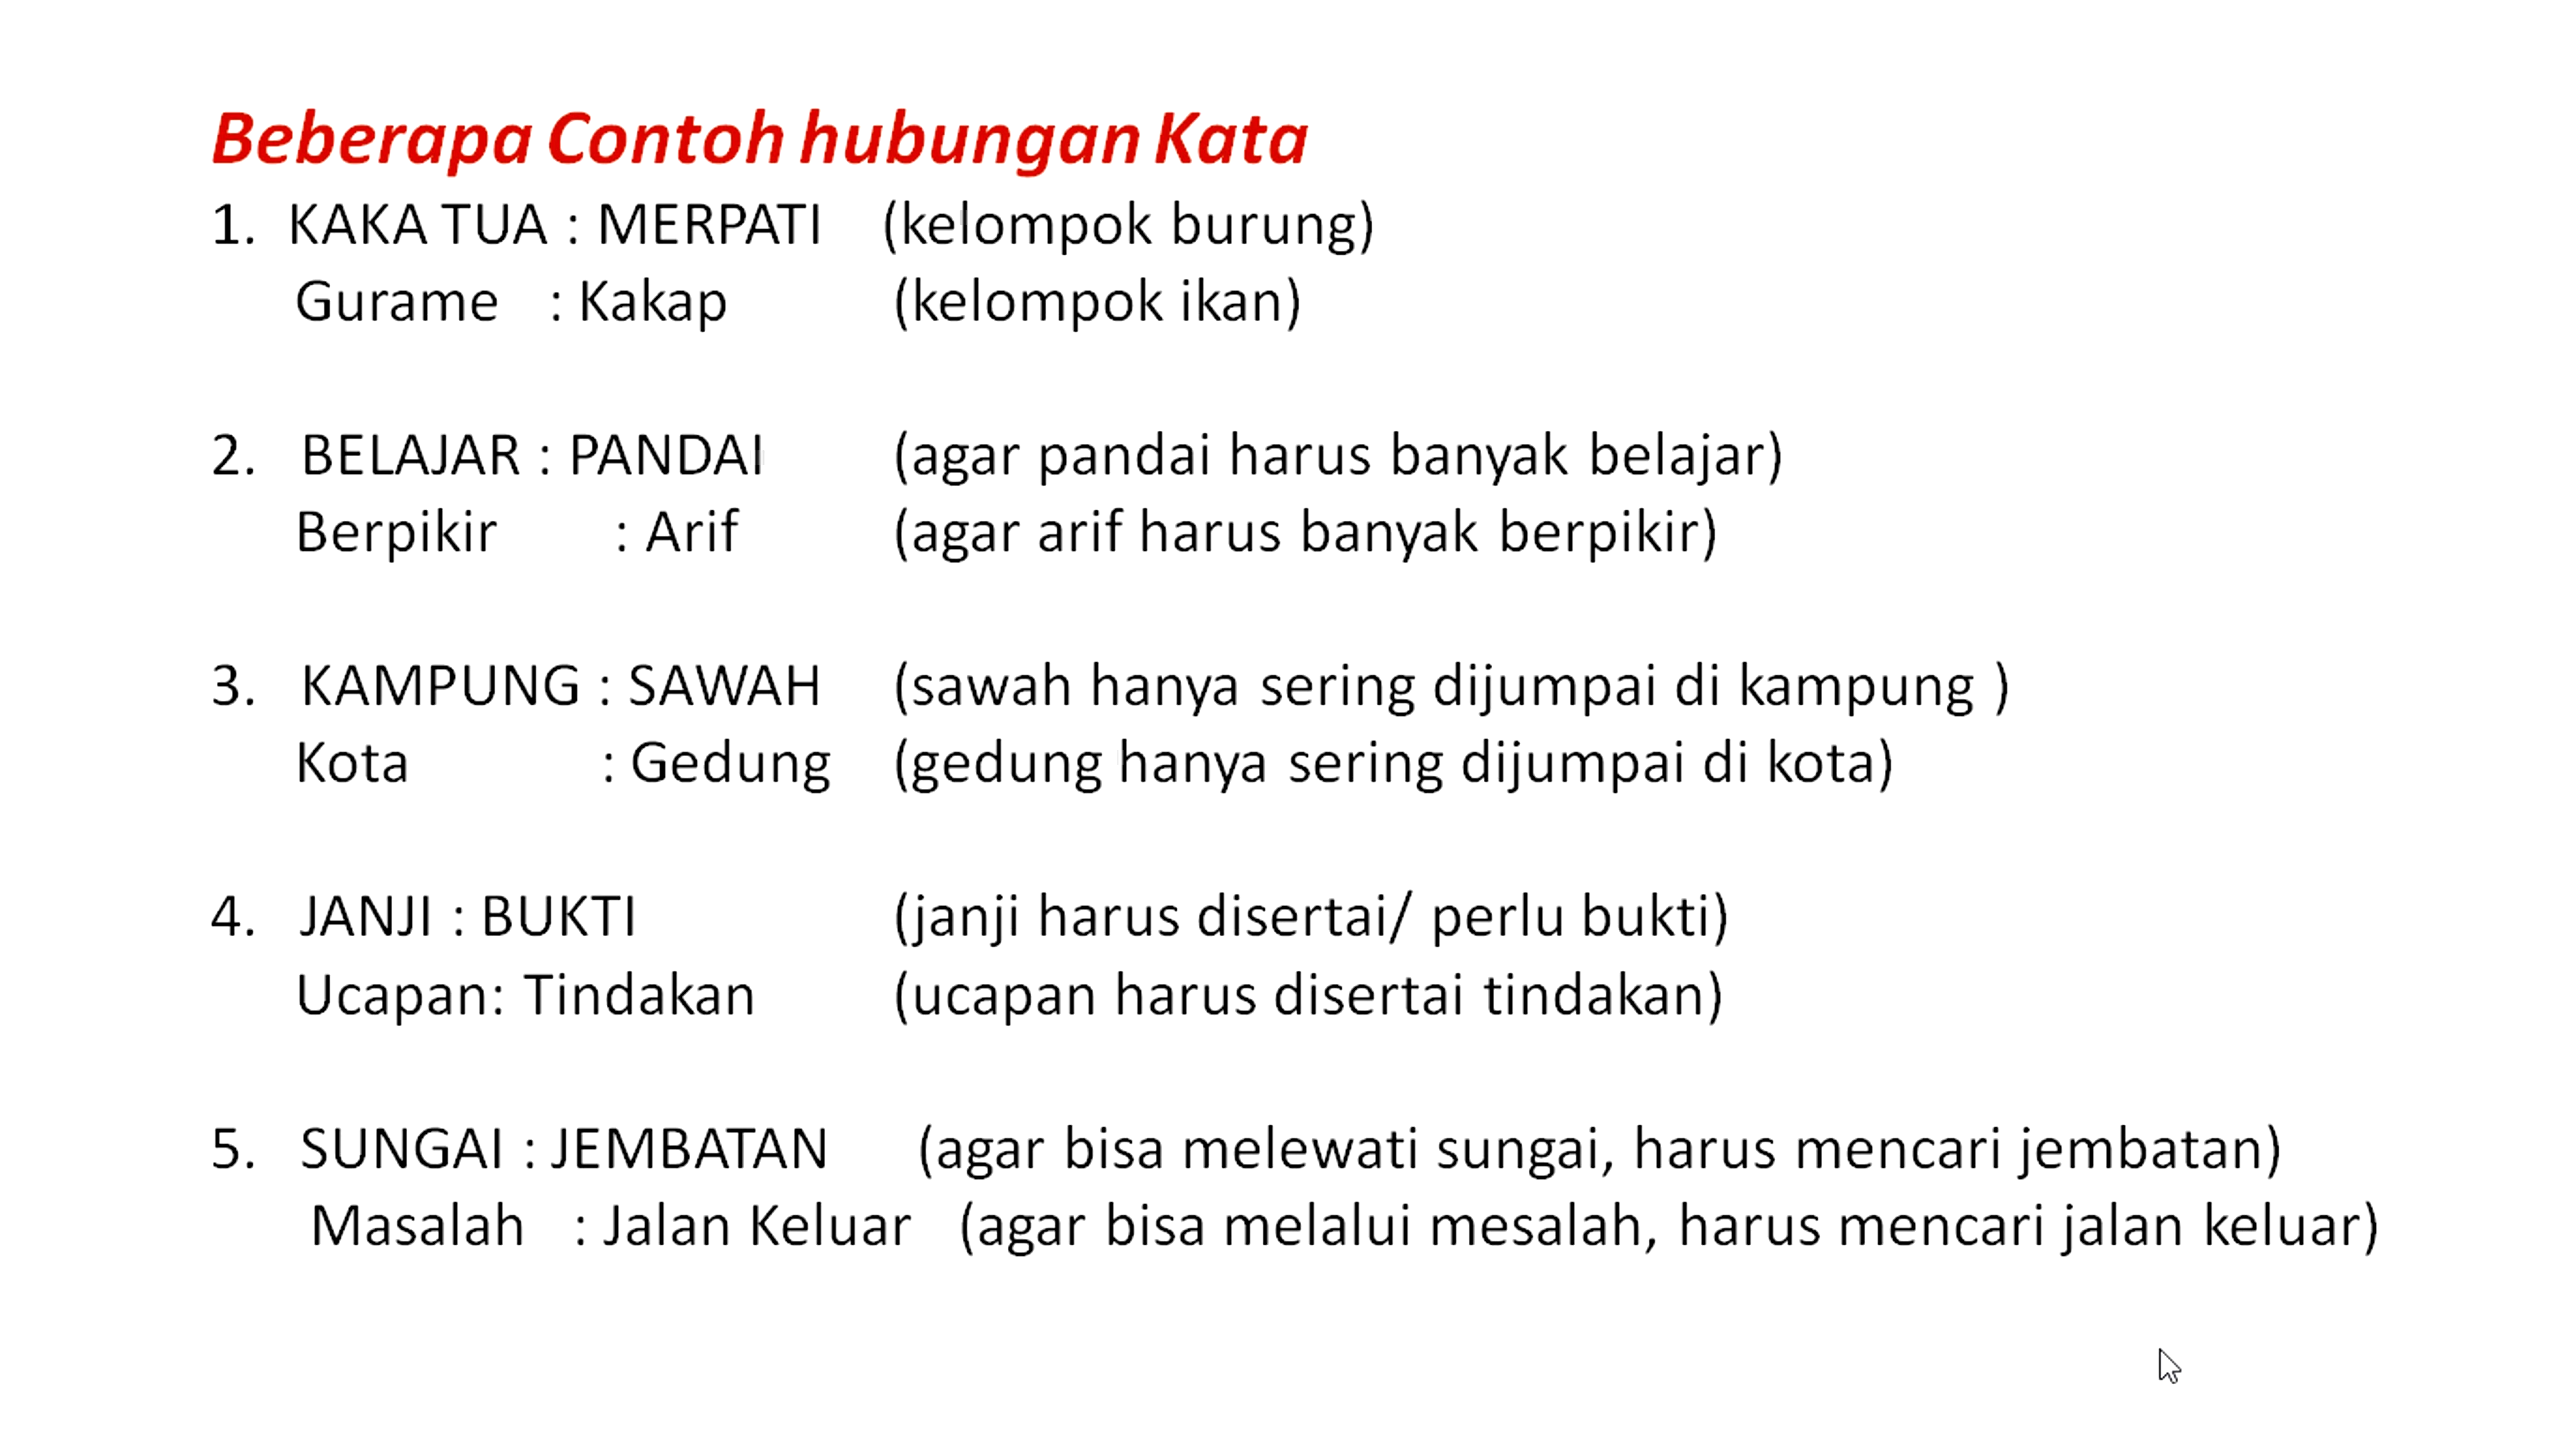 Beberapa Contoh hubungan Kata
1. KAKA TUA : MERPATI (kelompok burung)
Gurame : Kakap (kelompok ikan)
2. BELAJAR : PANDAI (agar pandai harus banyak belajar)
Berpikir : Arif (agar arif harus banyak berpikir)
3. KAMPUNG : SAWAH (sawah hanya sering dijumpai di kampung )
Kota : Gedung (gedung hanya sering dijumpai di kota)
4. JANJI : BUKTI (janji harus disertai/ perlu bukti)
Ucapan: Tindakan (ucapan harus disertai tindakan)
5. SUNGAI : JEMBATAN (agar bisa melewati sungai, harus mencari jembatan)
Masalah : Jalan Keluar (agar bisa melalui mesalah, harus mencari jalan keluar)